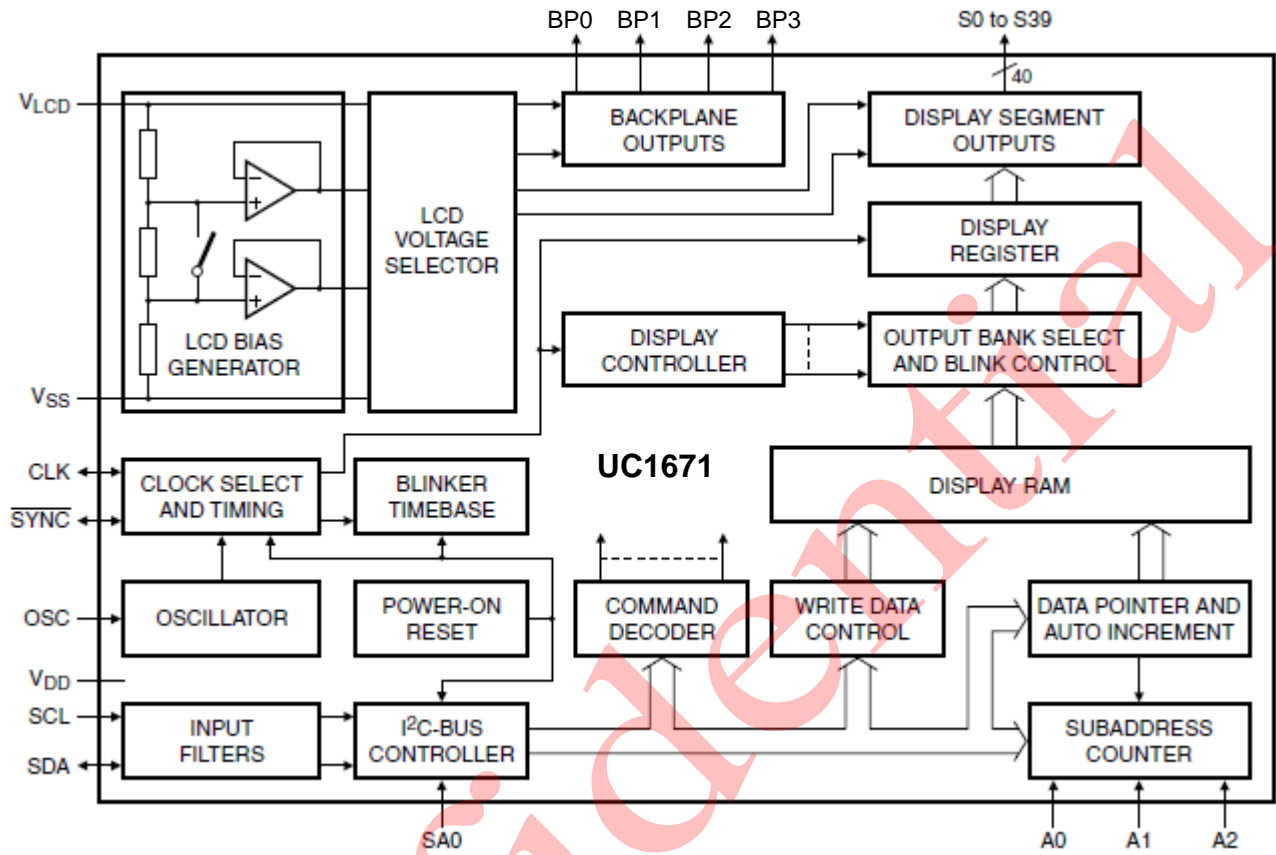 BP0 BP1 BP2 BP3 S0 to S39
40
VLCD
BACKPLANE
OUTPUTS
DISPLAY SEGMENT
OUTPUTS
LCD
VOLTAGE
SELECTOR
DISPLAY
REGISTER
LCD BIAS
GENERATOR
DISPLAY
CONTROLLER
OUTPUT BANK SELECT
AND BLINK CONTROL
VSS
CLK
SYNC
CLOCK SELECT
AND TIMING
BLINKER
TIMEBASE
UC1671
DISPLAY RAM
OSC
OSCILLATOR
POWER-ON
RESET
COMMAND
DECODER
WRITE DATA
CONTROL
DATA POINTER AND
AUTO INCREMENT
VDD
SCL
SDA
INPUT
FILTERS
I²C-BUS
CONTROLLER
SUBADDRESS
COUNTER
SA0 A0 A1 A2
fidential